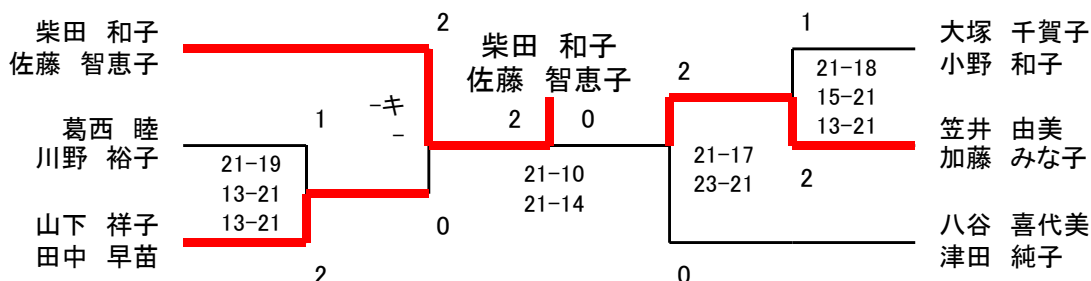 柴田 和子
佐藤 智恵子
葛西 睦
川野 裕子
山下 祥子
田中 早苗
2
1
-キ
-
21-19
13-21
13-21
0
2
柴田 和子
佐藤 智恵子
2 0
21-10
21-14
2
1
21-18
15-21
13-21
21-17
23-21
2
0
大塚 千賀子
小野 和子
笠井 由美
加藤 みな子
八谷 喜代美
津田 純子